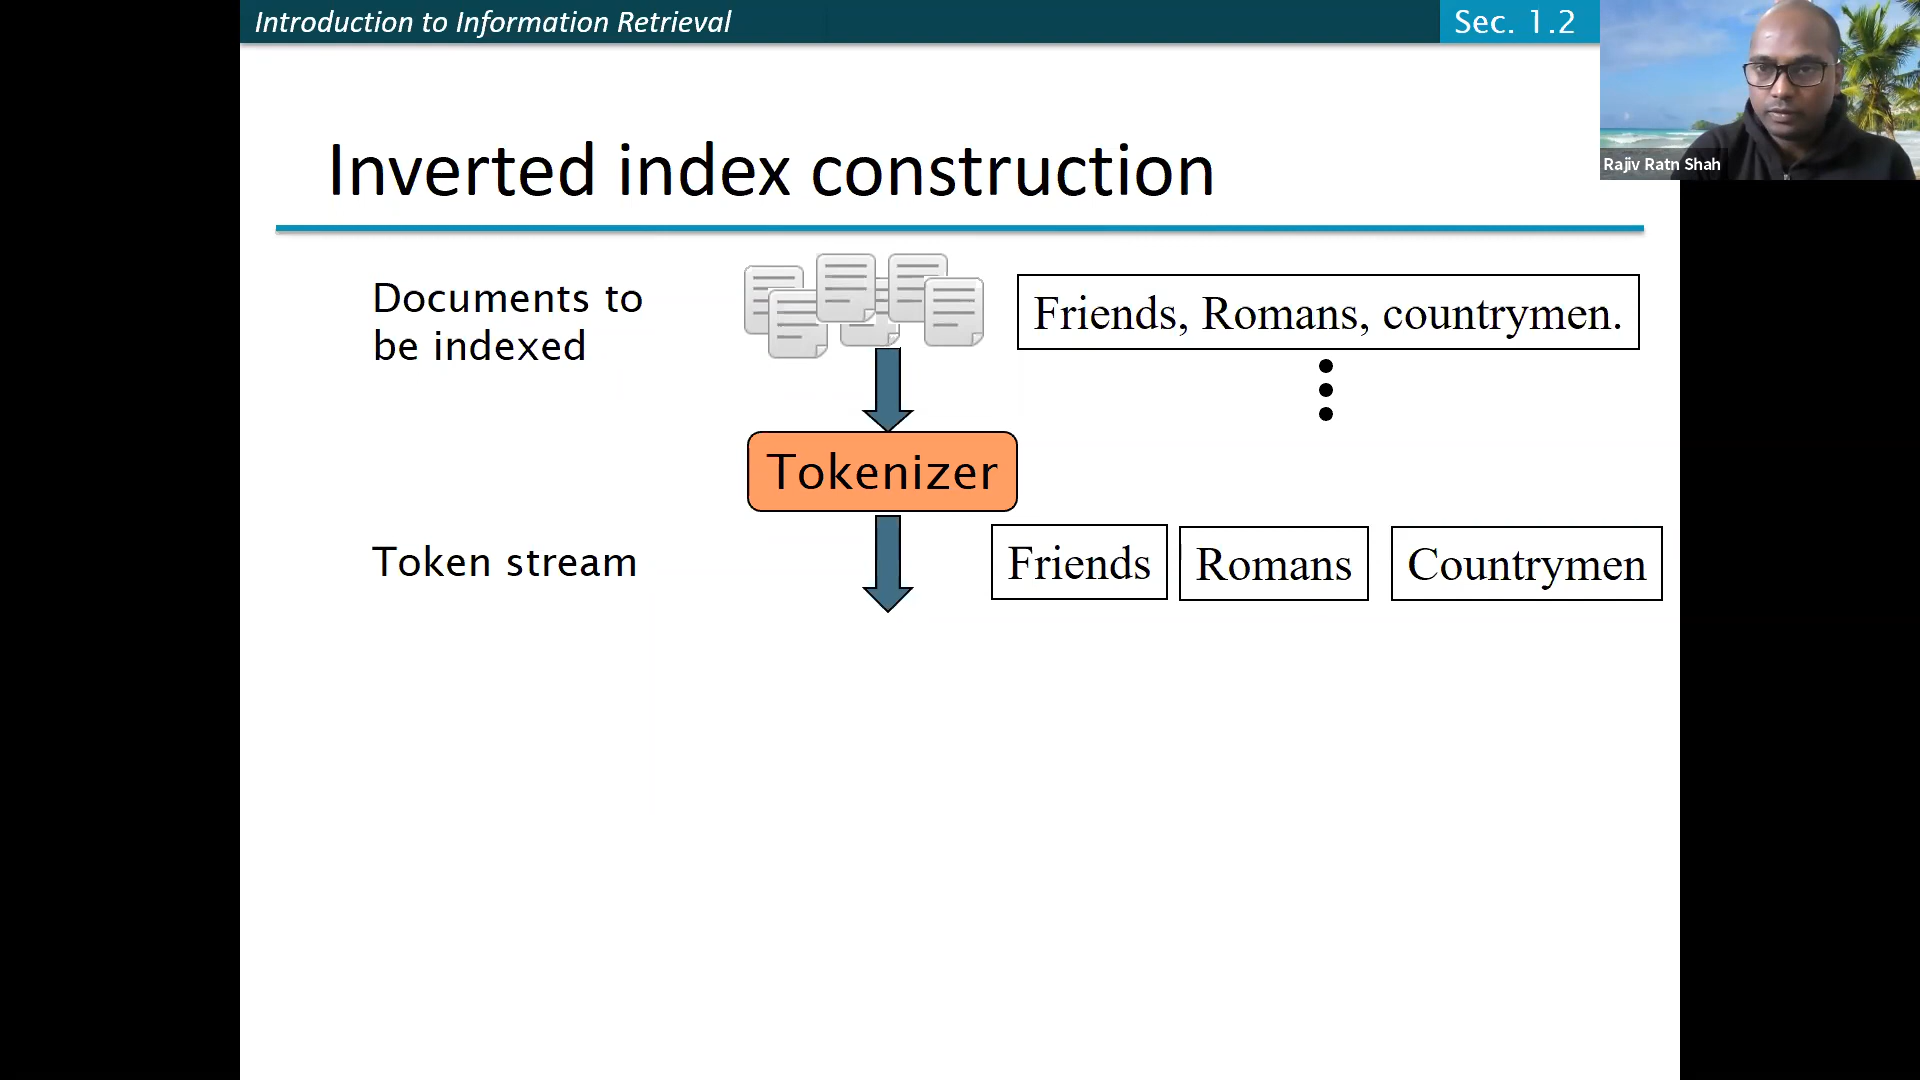 Introduction to Information Retrieval
Sec. 1.2
Rajiv Ratn Shah
Inverted index construction
Documents to
be indexed
Friends, Romans, countrymen.
Tokenizer
Token stream
Friends
Romans
Countrymen